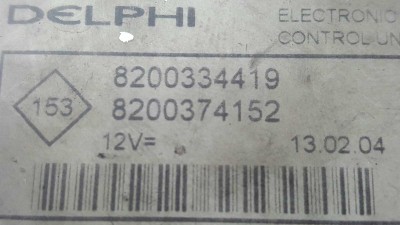 DELPHI
ELECTRONIC
CONTROL UN
8200334419
153
8200374152
12V=
13.02.04